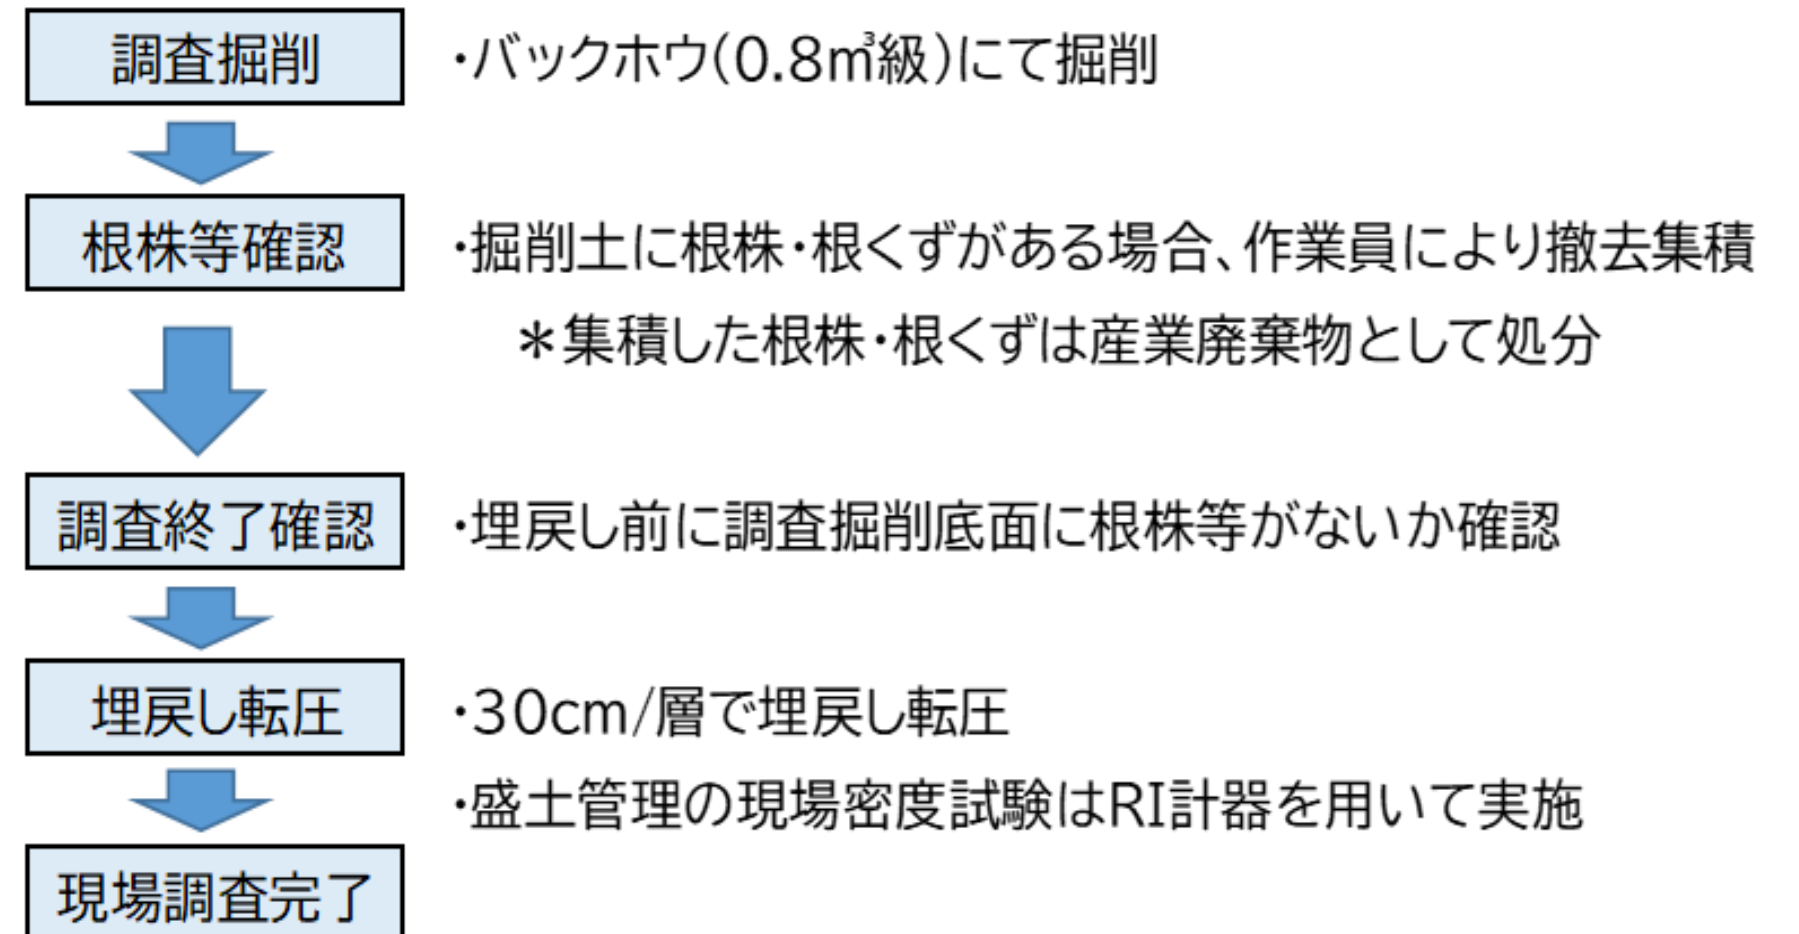 調査掘削
・バックホウ(0.8㎥級)にて掘削
根株等確認
・掘削土に根株・根くずがある場合、作業員により撤去集積
＊集積した根株・根くずは産業廃棄物として処分
調査終了確認
・埋戻し前に調査掘削底面に根株等がないか確認
埋戻し転圧
・30cm/層で埋戻し転圧
・盛土管理の現場密度試験はRI計器を用いて実施
現場調査完了